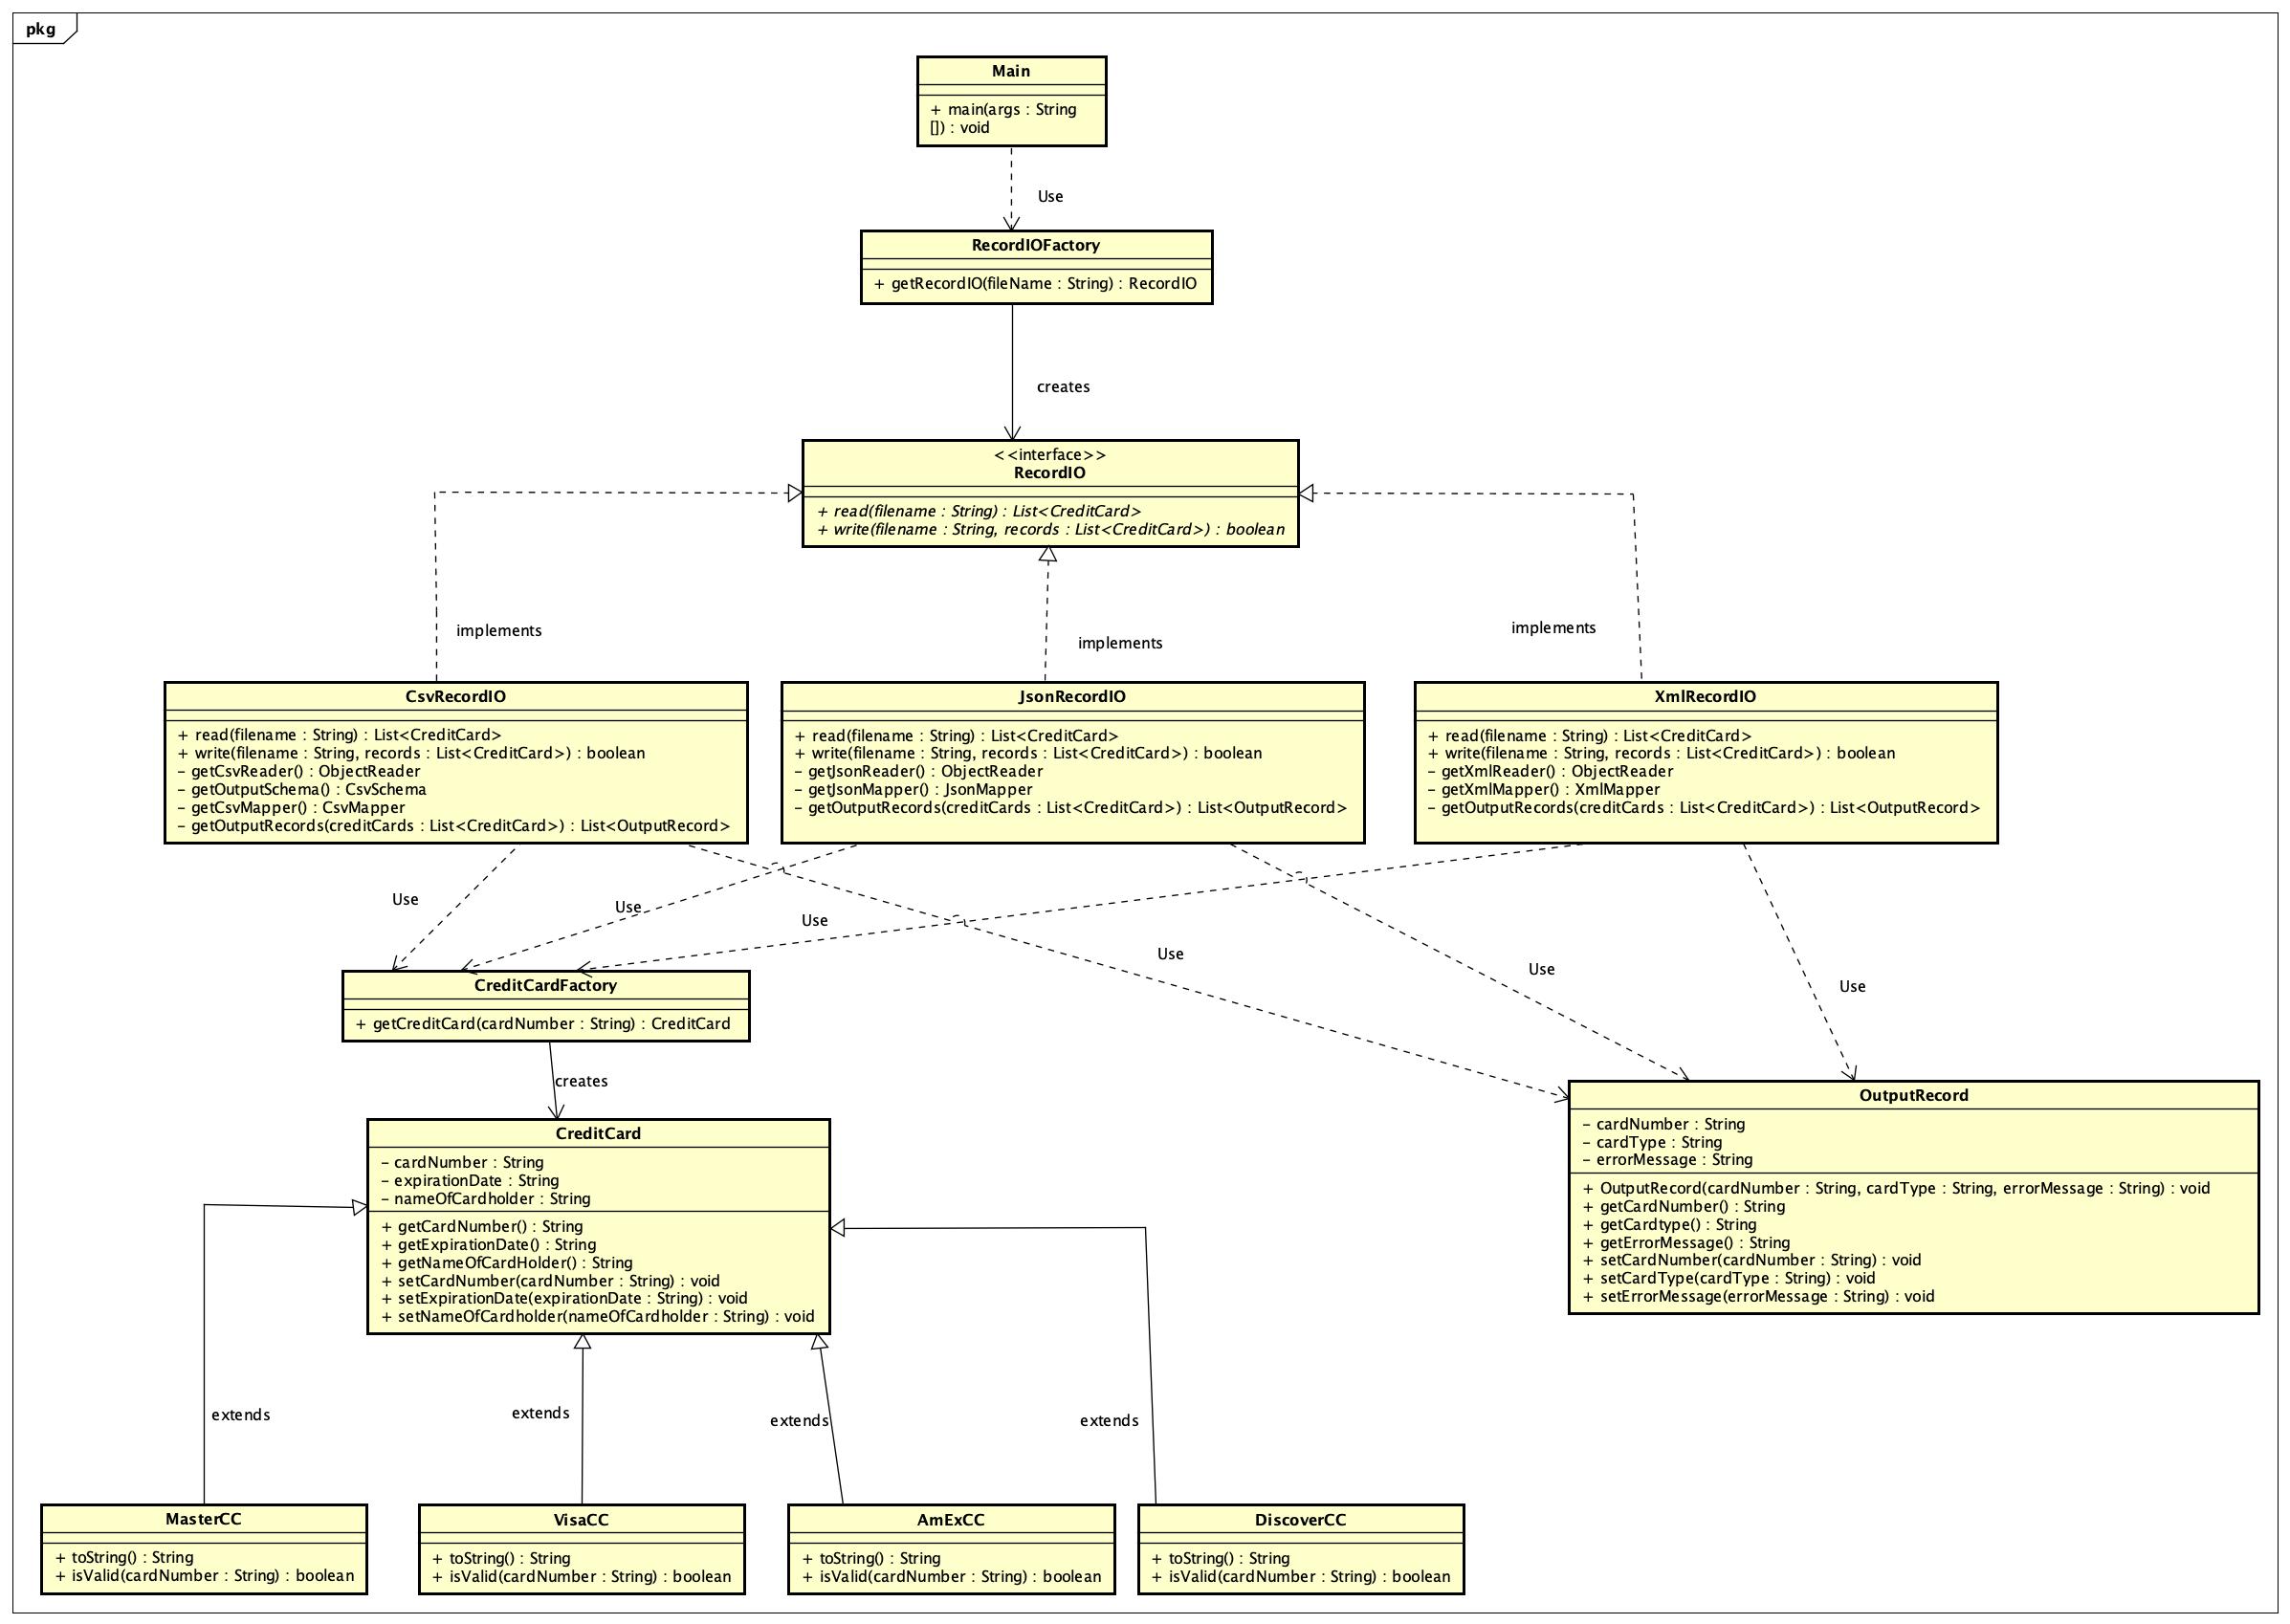 pkg
Main
+ main(args : String
[]) : void
Use
RecordIOFactory
+ getRecordIO(fileName : String) : RecordIO
creates
<<interface>>
RecordIO
+ read(filename : String) : List<CreditCard>
+ write(filename : String, records : List<CreditCard>) : boolean
implements
implements
implements
CsvRecordIO
+ read(filename : String) : List<CreditCard>
+ write(filename : String, records : List<CreditCard>) : boolean
- getCsvReader() : ObjectReader
- getOutputSchema() : CsvSchema
- getCsvMapper() : CsvMapper
- getOutputRecords(creditCards : List<CreditCard>) : List<OutputRecord>
JsonRecordIO
+ read(filename : String) : List<CreditCard>
+ write(filename : String, records : List<CreditCard>) : boolean
- getJsonReader() : ObjectReader
- getJsonMapper() : JsonMapper
- getOutputRecords(creditCards : List<CreditCard>) : List<OutputRecord>
XmlRecordIO
+ read(filename : String) : List<CreditCard>
+ write(filename : String, records : List<CreditCard>) : boolean
- getXmlReader() : ObjectReader
- getXmlMapper() : XmlMapper
- getOutputRecords(creditCards : List<CreditCard>) : List<OutputRecord>
Use
Use
Use
Use
Use
Use
CreditCardFactory
+ getCreditCard(cardNumber : String) : CreditCard
creates
CreditCard
- cardNumber : String
- expirationDate : String
- nameOfCardholder : String
+ getCardNumber() : String
+ getExpirationDate() : String
+ getNameOfCardHolder() : String
+ setCardNumber(cardNumber : String) : void
+ setExpirationDate(expirationDate : String) : void
+ setNameOfCardholder(nameOfCardholder : String) : void
OutputRecord
- cardNumber : String
- cardType : String
- errorMessage : String
+ OutputRecord(cardNumber : String, cardType : String, errorMessage : String) : void
+ getCardNumber() : String
+ getCardtype() : String
+ getErrorMessage() : String
+ setCardNumber(cardNumber : String) : void
+ setCardType(cardType : String) : void
+ setErrorMessage(errorMessage : String) : void
extends
extends
extends
extends
MasterCC
+ toString() : String
+ isValid(cardNumber : String) : boolean
VisaCC
+ toString() : String
+ isValid(cardNumber : String) : boolean
AmExCC
+ toString() : String
+ isValid(cardNumber : String) : boolean
DiscoverCC
+ toString() : String
+ isValid(cardNumber : String) : boolean